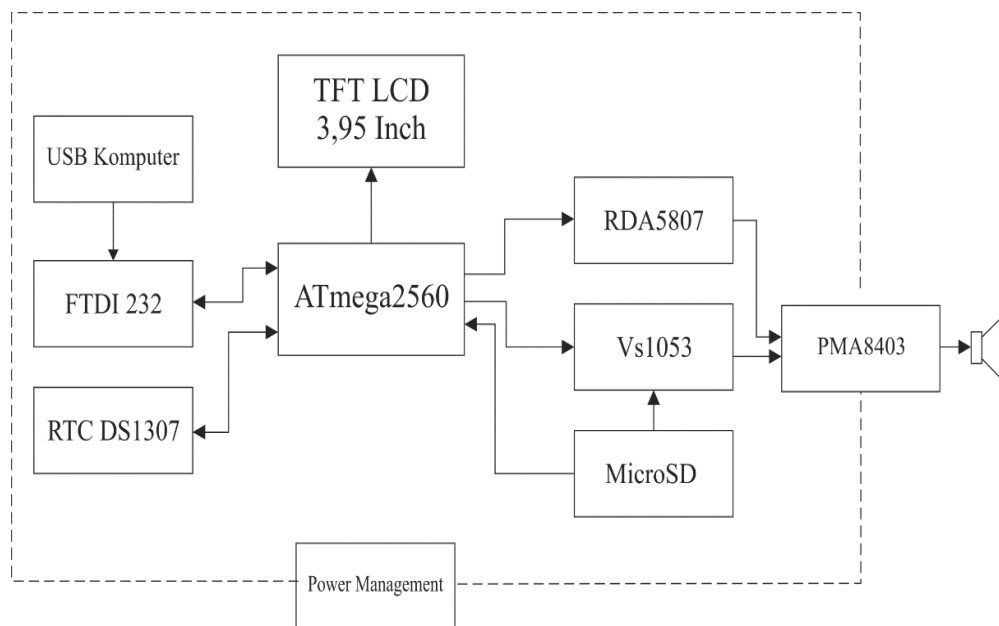 TFT LCD
3,95 Inch
USB Komputer
RDA5807
FTDI 232
ATmega2560
Vs1053
PMA8403
RTC DS1307
MicroSD
Power Management